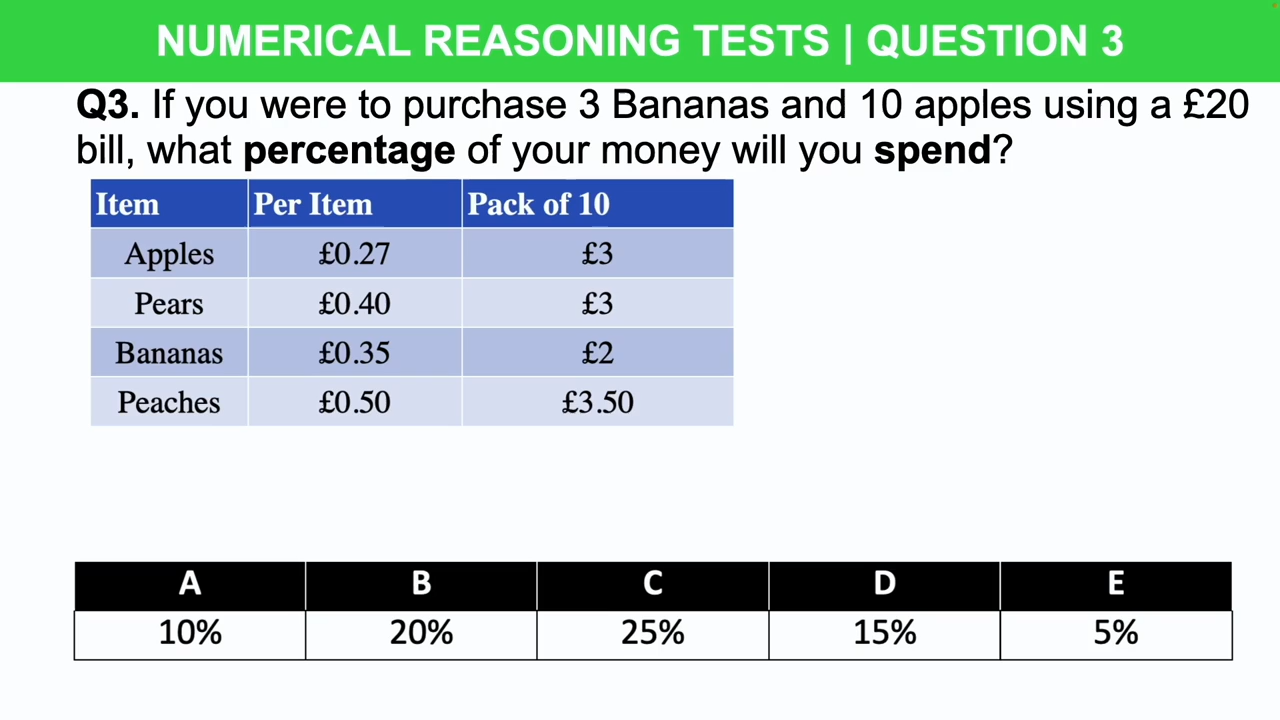 NUMERICAL REASONING TESTS | QUESTION 3
Q3. If you were to purchase 3 Bananas and 10 apples using a £20
bill, what percentage of your money will you spend?
Item Per Item Pack of 10
Apples £0.27 £3
Pears £0.40 £3
Bananas £0.35 £2
Peaches £0.50 £3.50
A B C D E
10% 20% 25% 15% 5%